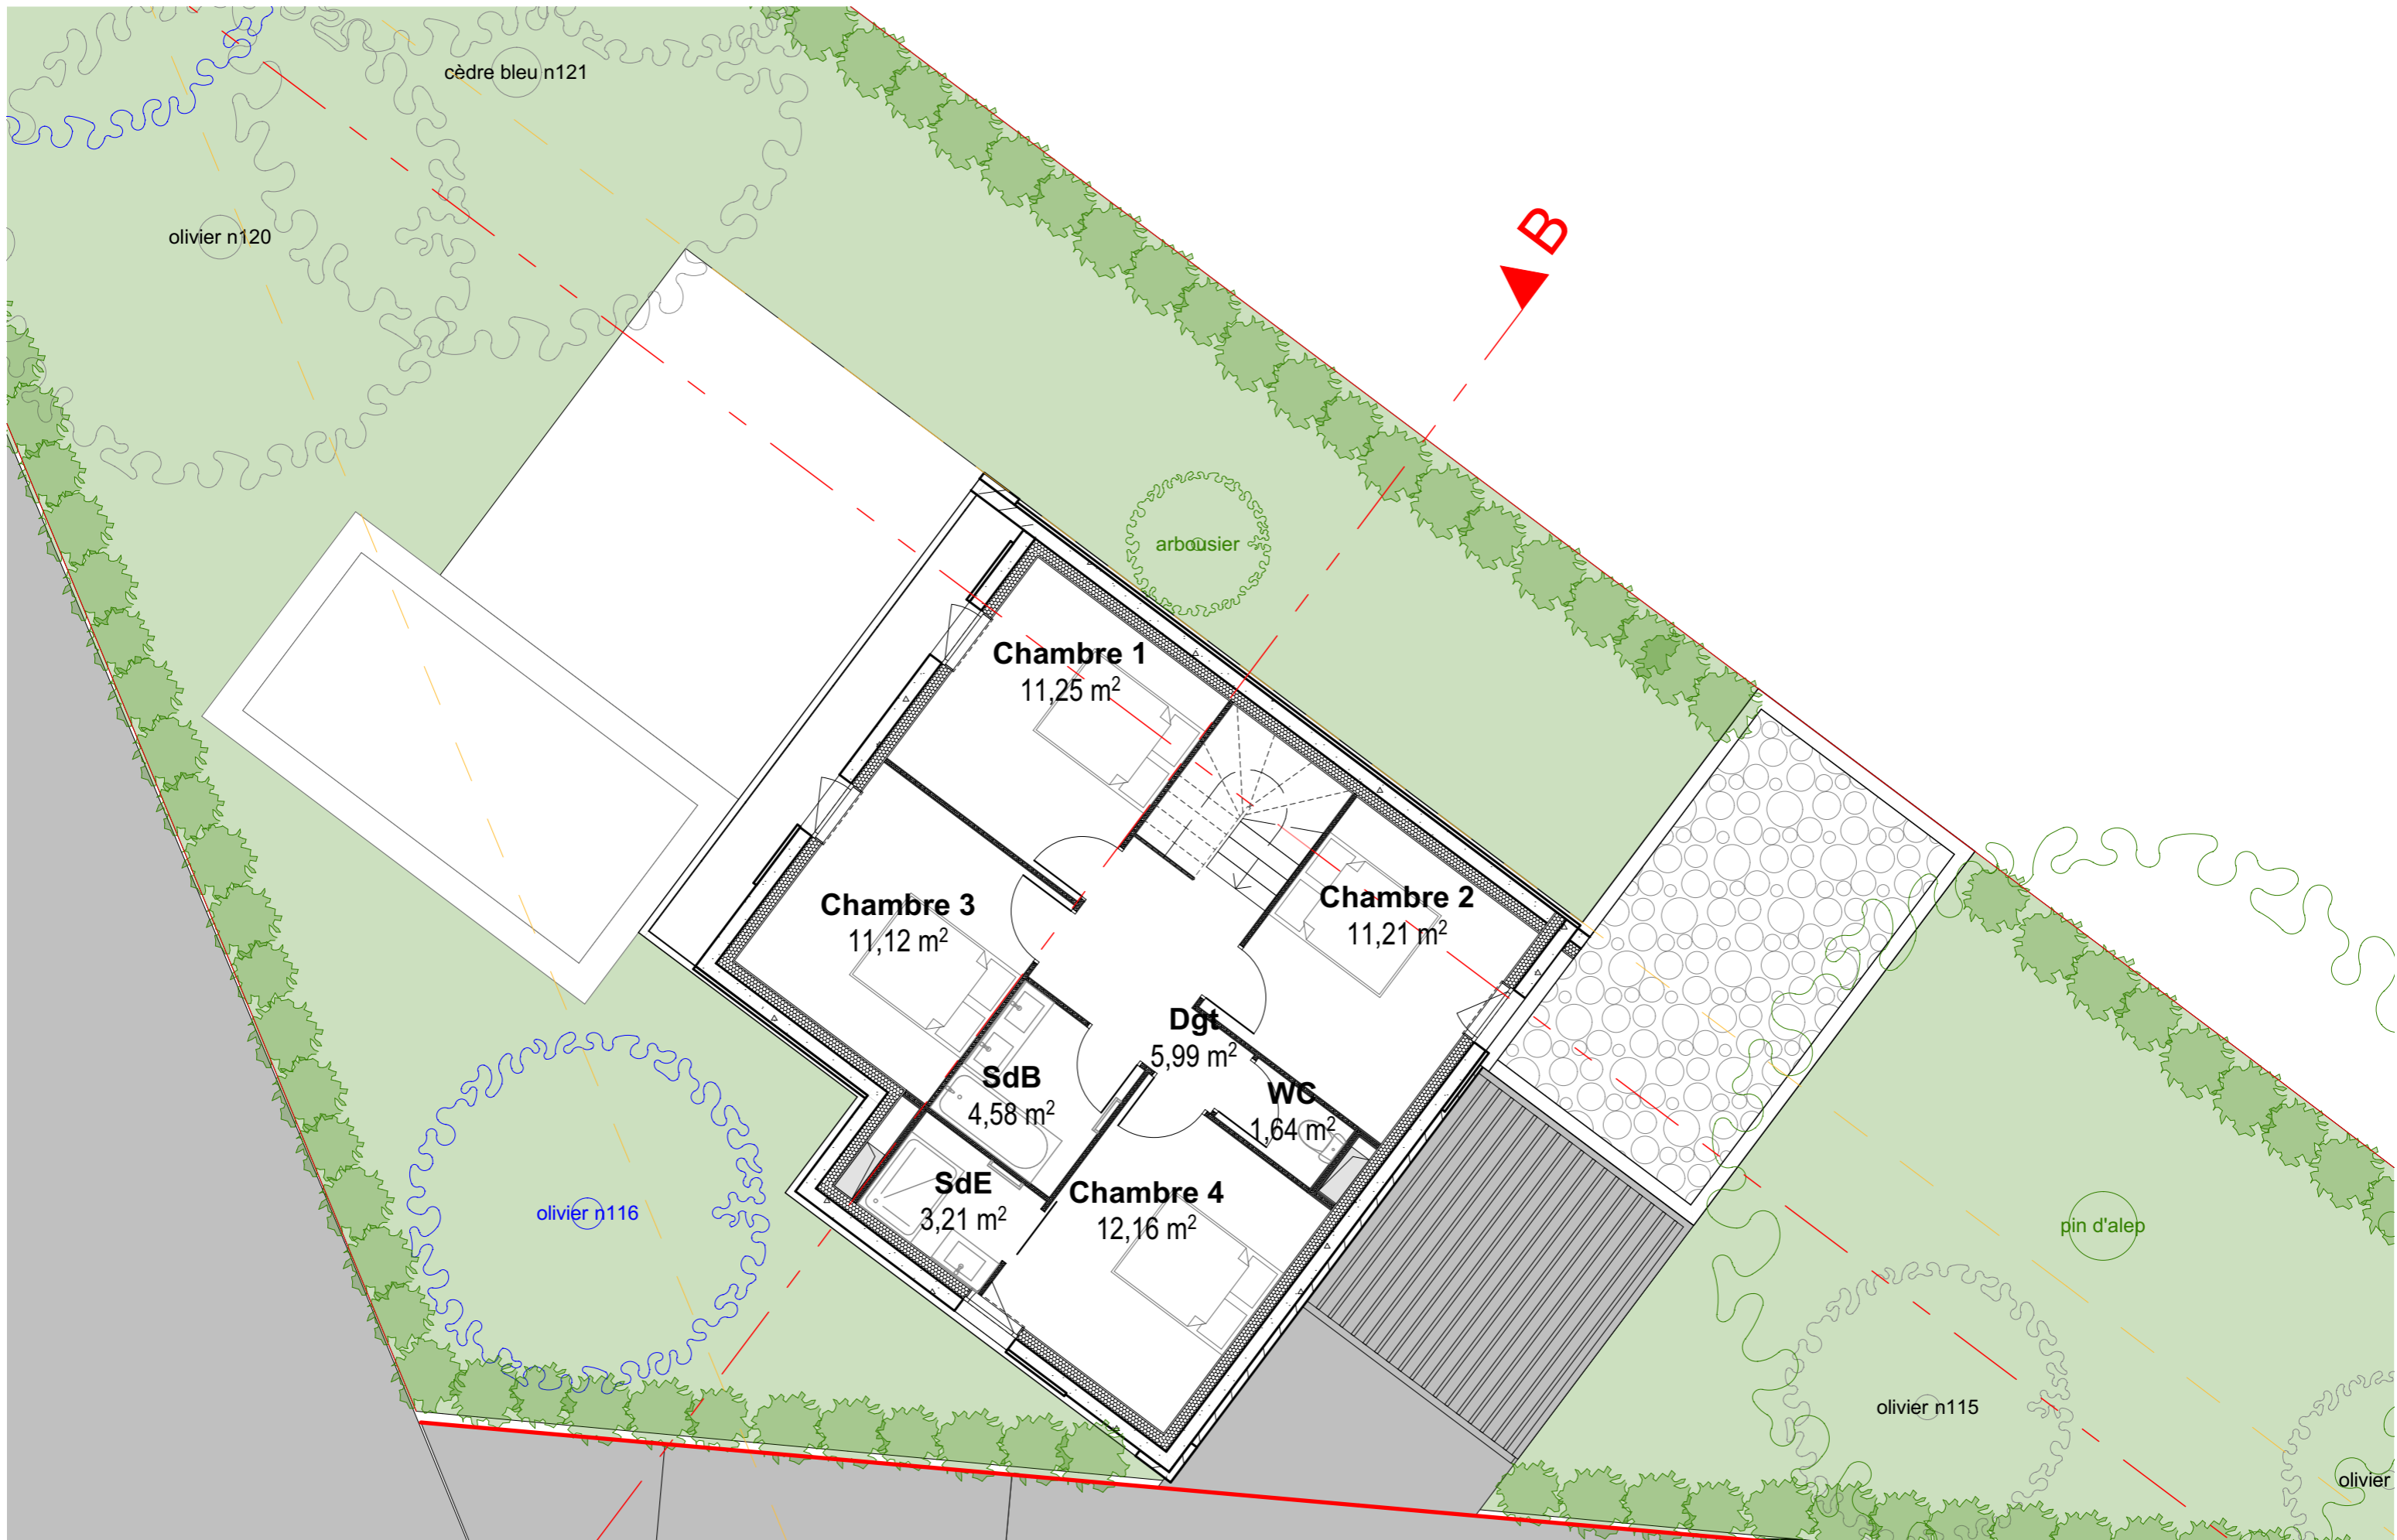 cèdre bleu n121
olivier n120
B
arbousier
Chambre 1
11,25 m²
Chambre 2
11,21 m²
Chambre 3
11,12 m²
Dgt
5,99 m²
SdB
4,58 m²
WC
1,64 m²
SdE
3,21 m²
Chambre 4
12,16 m²
olivier n116
pin d'alep
olivier n115
olivier